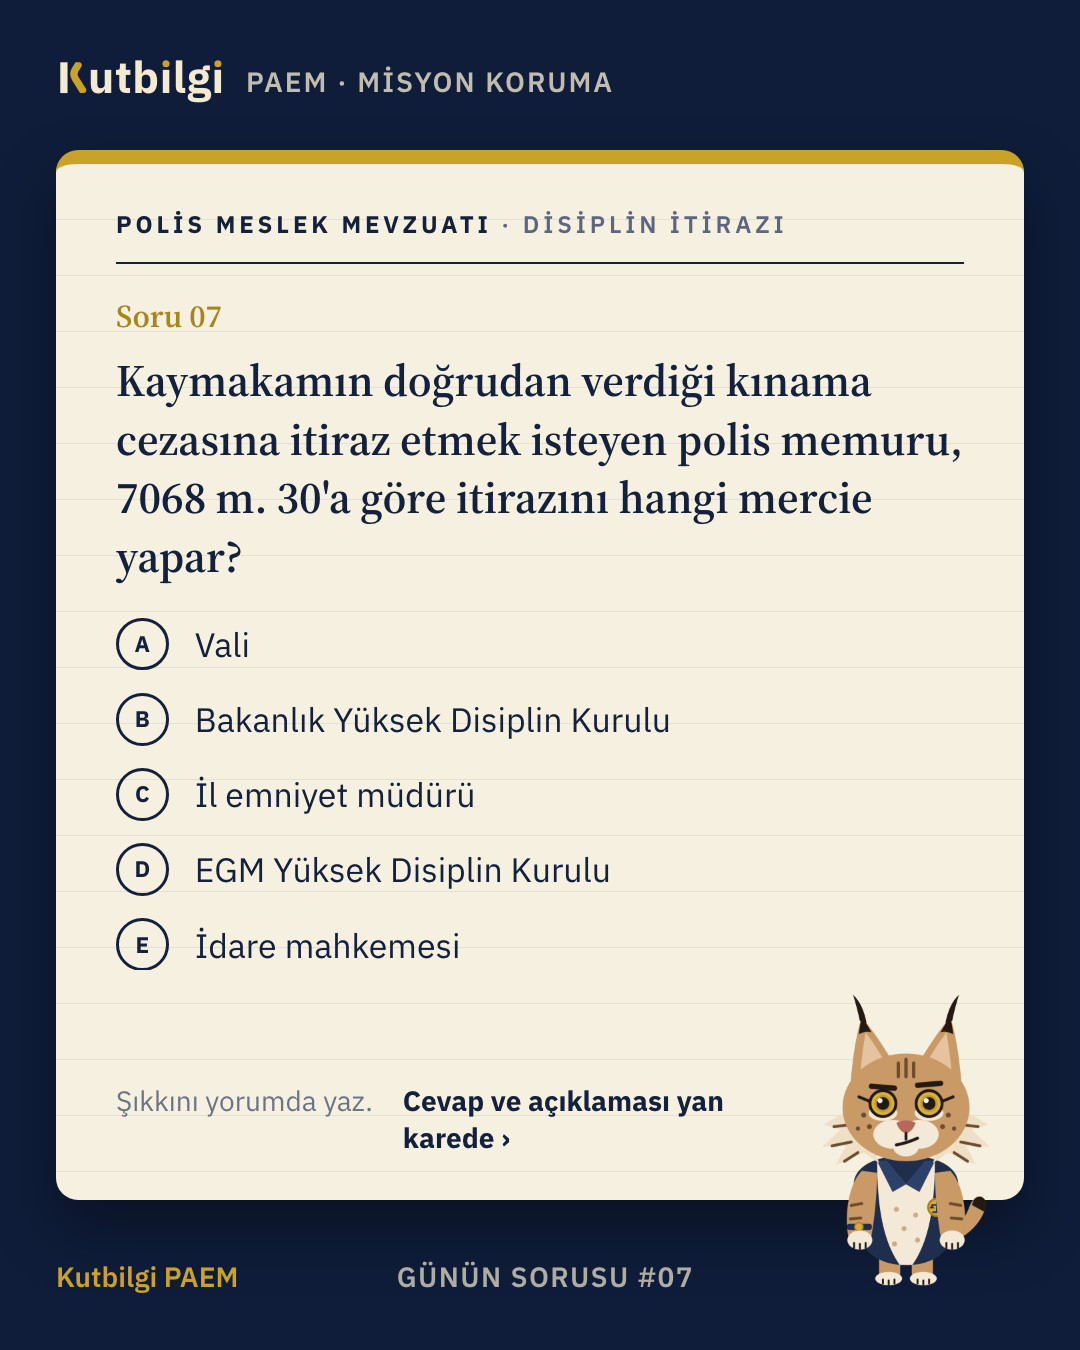 Kutbilgi PAEM · MİSYON KORUMA
POLİS MESLEK MEVZUATI · DİSİPLİN İTİRAZI
Soru 07
Kaymakamın doğrudan verdiği kınama
cezasına itiraz etmek isteyen polis memuru,
7068 m. 30'a göre itirazını hangi mercie
yapar?
A Vali
B Bakanlık Yüksek Disiplin Kurulu
C İl emniyet müdürü
D EGM Yüksek Disiplin Kurulu
E İdare mahkemesi
Şıkkını yorumda yaz. Cevap ve açıklaması yan
karede ›
Kutbilgi PAEM GÜNÜN SORUSU #07